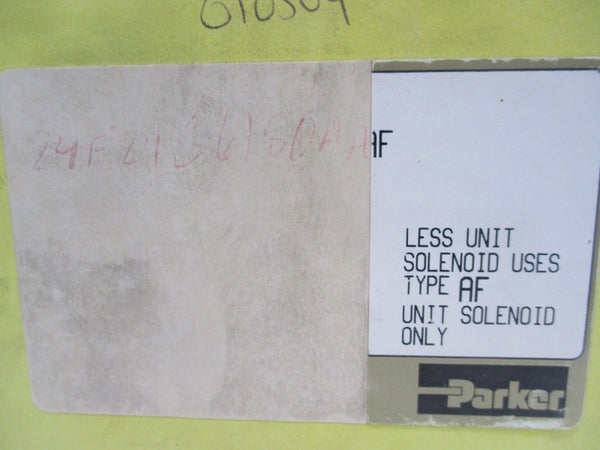 AF
LESS UNIT
SOLENOID USES
TYPE AF
UNIT SOLENOID
ONLY
Parker